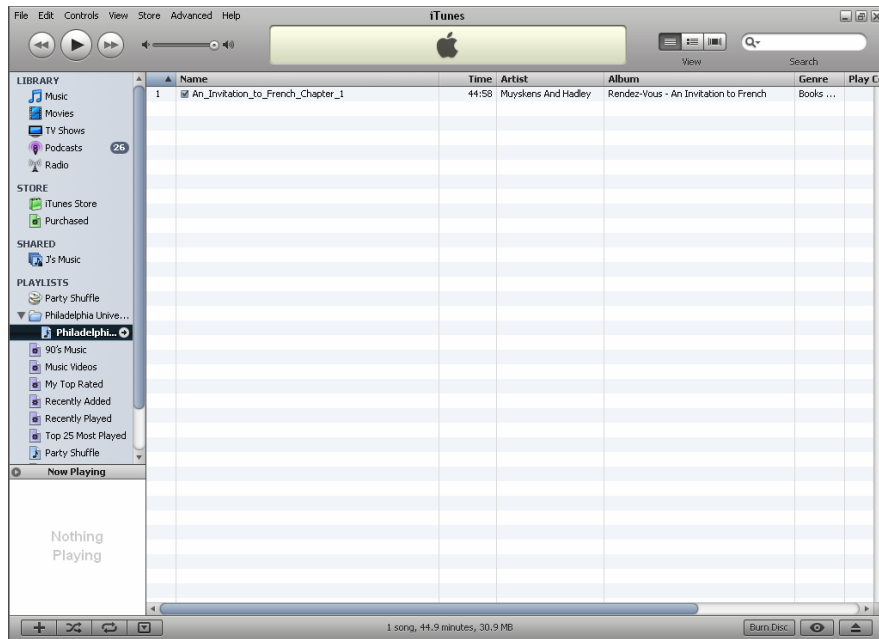 File Edit Controls View Store Advanced Help
iTunes
View
Search
LIBRARY
Music
Movies
TV Shows
Podcasts 26
Radio
STORE
iTunes Store
Purchased
SHARED
J's Music
PLAYLISTS
Party Shuffle
Philadelphia Unive...
Philadelphi...
90's Music
Music Videos
My Top Rated
Recently Added
Recently Played
Top 25 Most Played
Party Shuffle
Now Playing
Nothing
Playing
Name Time Artist Album Genre Play C
1 An_Invitation_to_French_Chapter_1 44:58 Muyskens And Hadley Rendez-Vous - An Invitation to French Books ...
1 song, 44.9 minutes, 30.9 MB
Burn Disc